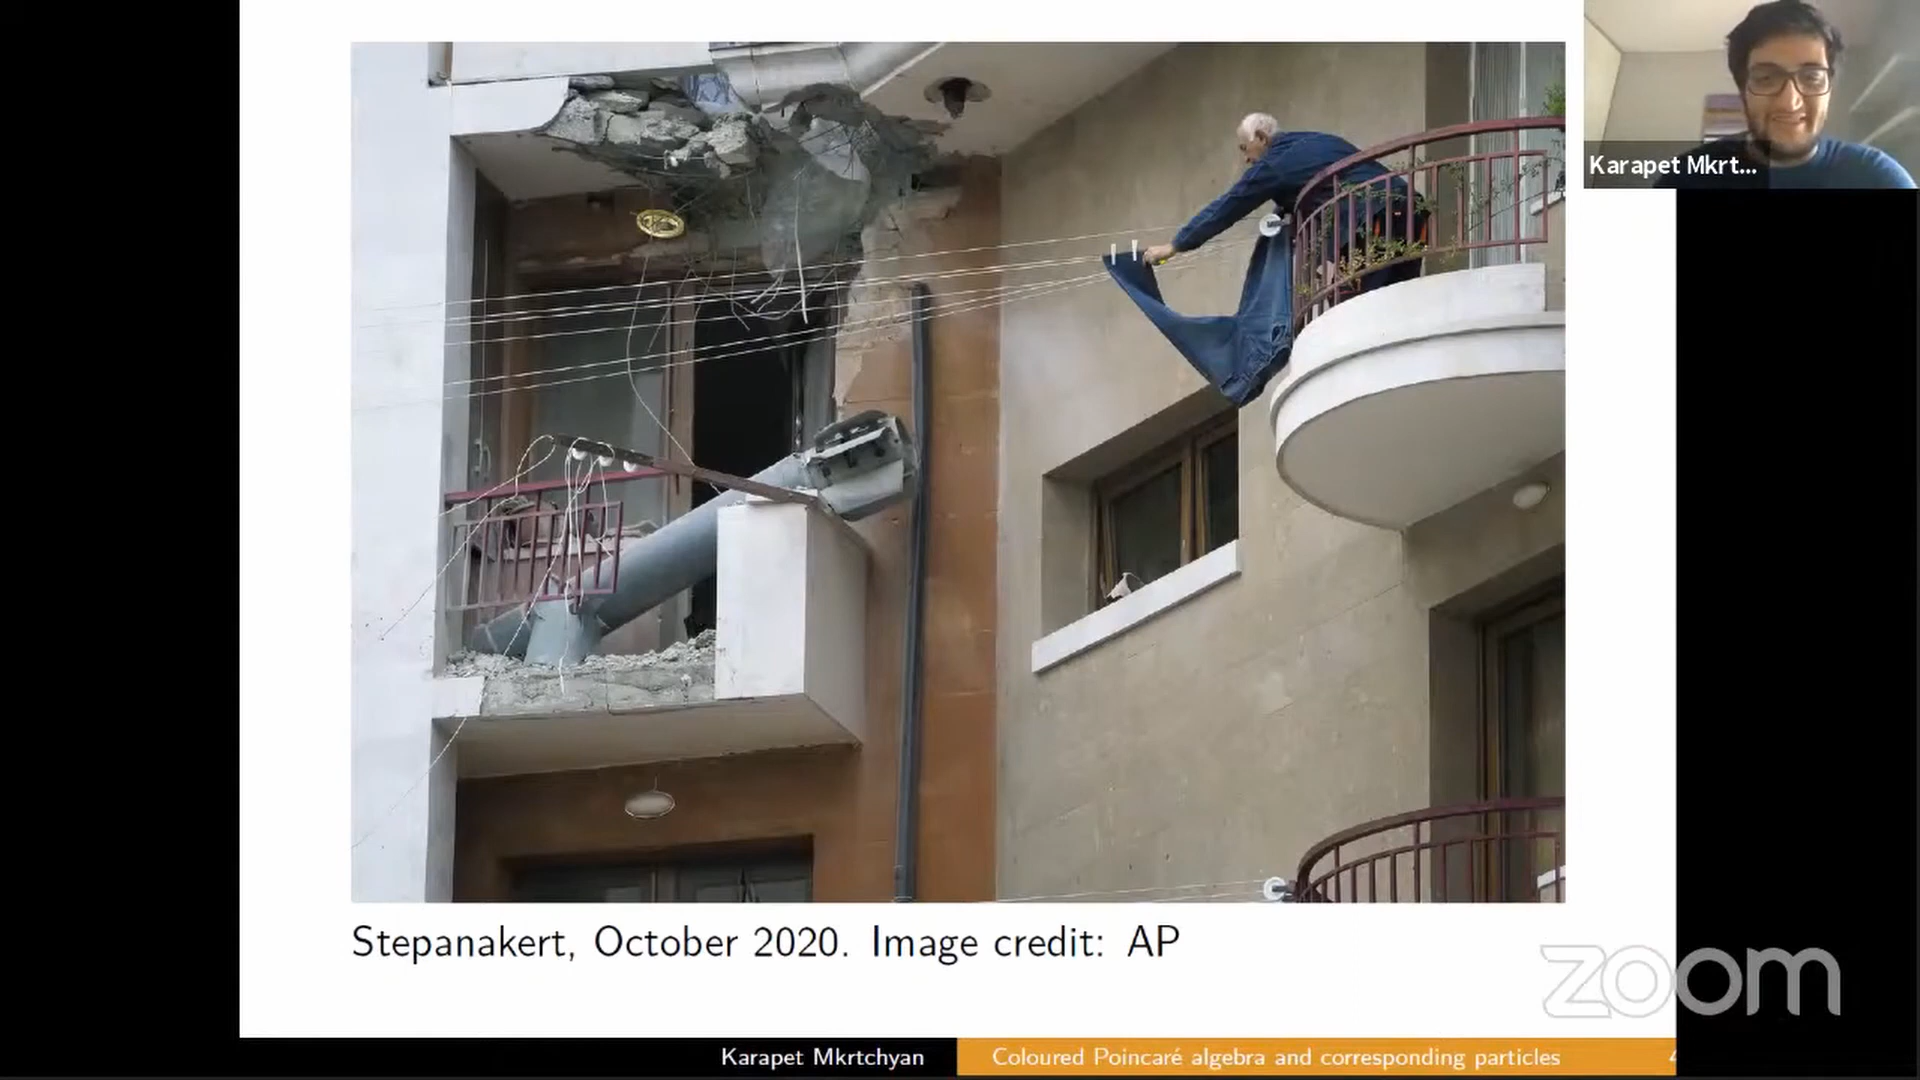 Karapet Mkrt...
Stepanakert, October 2020. Image credit: AP
zoom
Karapet Mkrtchyan
Coloured Poincaré algebra and corresponding particles